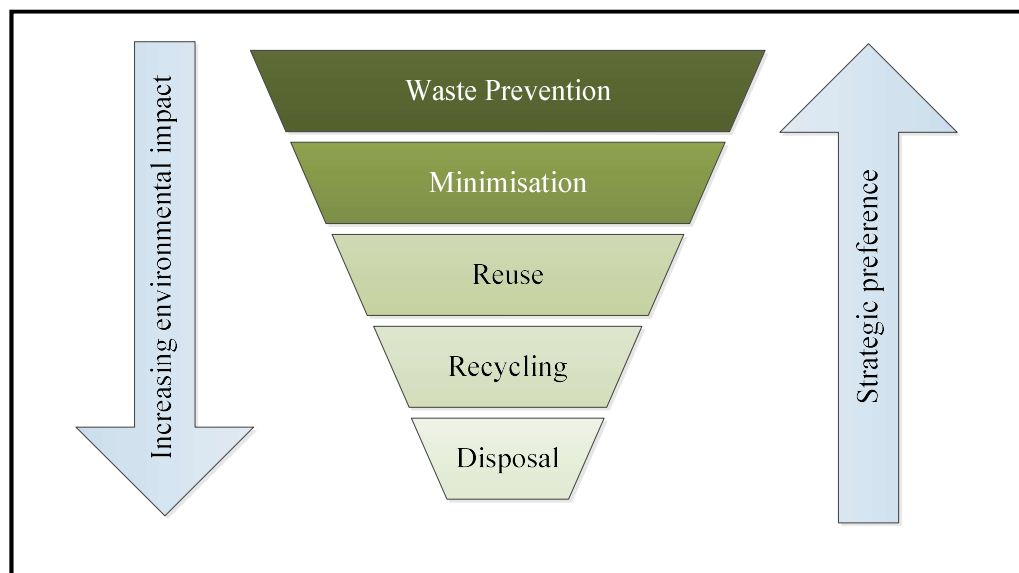 Increasing environmental impact
Waste Prevention
Minimisation
Reuse
Recycling
Disposal
Strategic preference